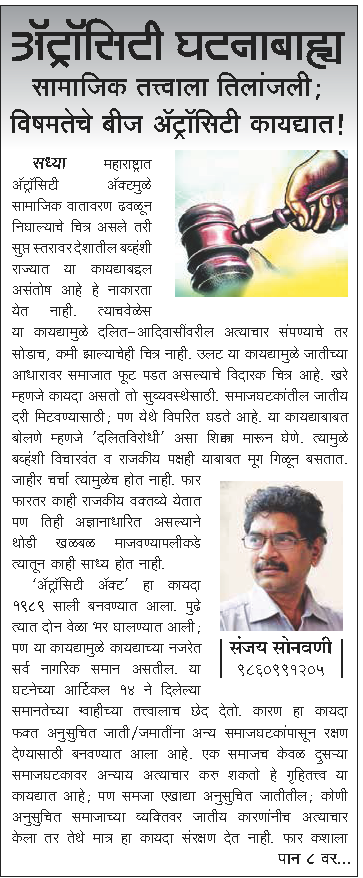 ॲट्रॉसिटी घटनाबाह्य
सामाजिक तत्त्वाला तिलांजली;
विषमतेचे बीज ॲट्रॉसिटी कायद्यात!
सध्या महाराष्ट्रात
ॲट्रॉसिटी ॲक्टमुळे
सामाजिक वातावरण ढवळून
निघाल्याचे चित्र असले तरी
सुप्त स्तरावर देशातील बव्हंशी
राज्यात या कायद्याबद्दल
असंतोष आहे हे नाकारता
येत नाही. त्याचवेळेस
या कायद्यामुळे दलित-आदिवासींवरील अत्याचार संपण्याचे तर
सोडाच, कमी झाल्याचेही चित्र नाही. उलट या कायद्यामुळे जातीच्या
आधारावर समाजात फूट पडत असल्याचे विदारक चित्र आहे. खरे
म्हणजे कायदा असतो तो सुव्यवस्थेसाठी. समाजघटकांतील जातीय
दरी मिटवण्यासाठी; पण येथे विपरित घडते आहे. या कायद्याबाबत
बोलणे म्हणजे 'दलितविरोधी' असा शिक्का मारून घेणे. त्यामुळे
बव्हंशी विचारवंत व राजकीय पक्षही याबाबत मूग गिळून बसतात.
जाहीर चर्चा त्यामुळेच होत नाही. फार
फारतर काही राजकीय वक्तव्ये येतात
पण तिही अज्ञानाधारित असल्याने
थोडी खळबळ माजवण्यापलीकडे
त्यातून काही साध्य होत नाही.
'ॲट्रॉसिटी ॲक्ट' हा कायदा
१९८९ साली बनवण्यात आला. पुढे
त्यात दोन वेळा भर घालण्यात आली;
पण या कायद्यामुळे कायद्याच्या नजरेत
सर्व नागरिक समान असतील. या
घटनेच्या आर्टिकल १४ ने दिलेल्या
समानतेच्या ग्वाहीच्या तत्त्वालाच छेद देतो. कारण हा कायदा
फक्त अनुसुचित जाती/जमातींना अन्य समाजघटकांपासून रक्षण
देण्यासाठी बनवण्यात आला आहे. एक समाजच केवळ दुसऱ्या
समाजघटकावर अन्याय अत्याचार करु शकतो हे गृहितत्त्व या
कायद्यात आहे; पण समजा एखाद्या अनुसुचित जातीतील; कोणी
अनुसुचित समाजाच्या व्यक्तिवर जातीय कारणांनीच अत्याचार
केला तर तेथे मात्र हा कायदा संरक्षण देत नाही. फार कशाला
पान ८ वर...
संजय सोनवणी
९८६०९९१२०५